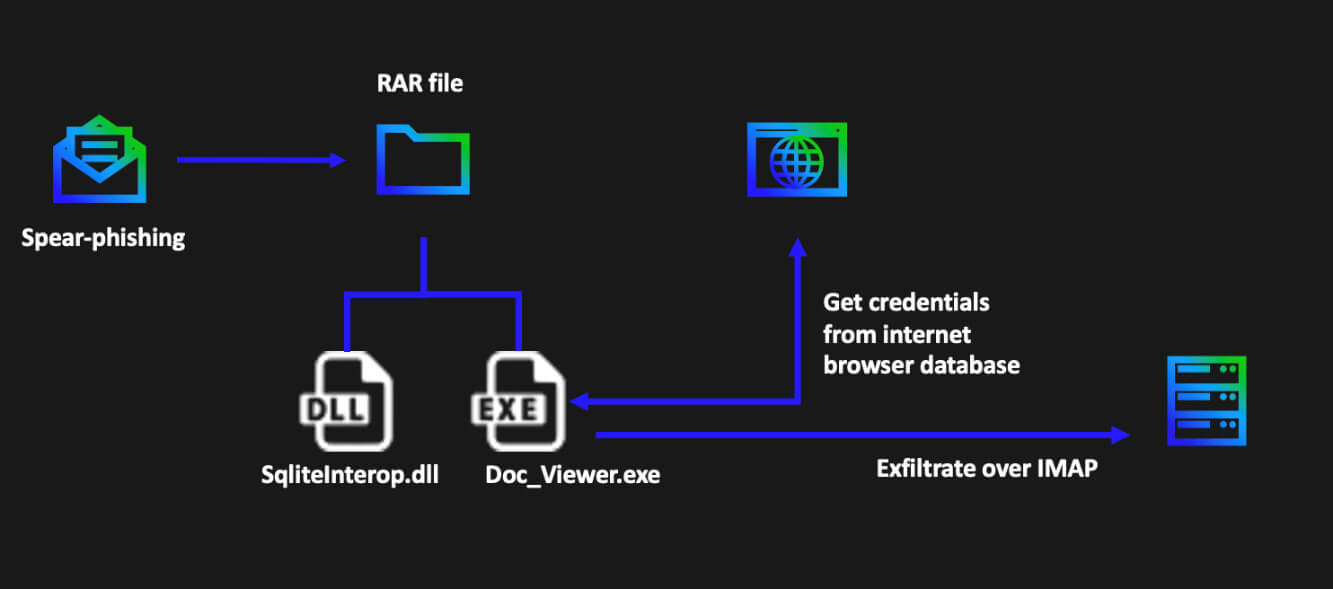 RAR file
Spear-phishing
Get credentials
from internet
browser database
DLL
EXE
SqliteInterop.dll
Doc_Viewer.exe
Exfiltrate over IMAP